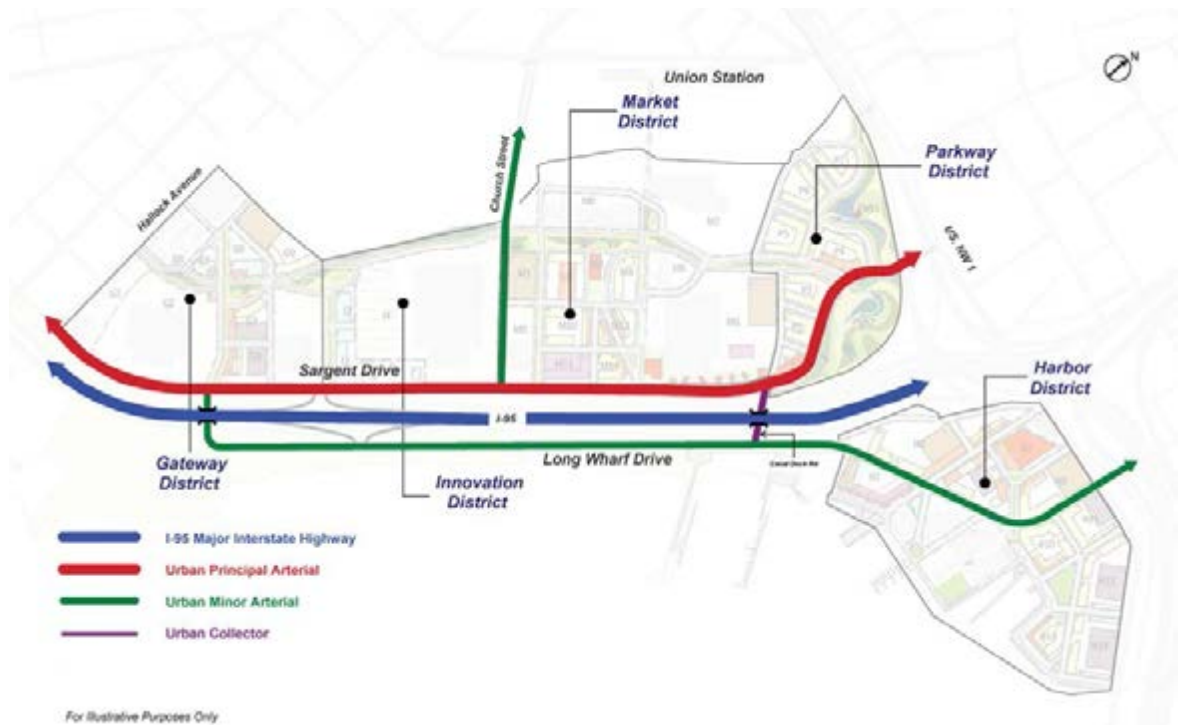 N
Union Station
Market
District
Parkway
District
Church Street
Hallock Avenue
US. NW 1
Harbor
District
Sargent Drive
I-95
Long Wharf Drive
Gateway
District
Innovation
District
I-95 Major Interstate Highway
Urban Principal Arterial
Urban Minor Arterial
Urban Collector
For Illustrative Purposes Only